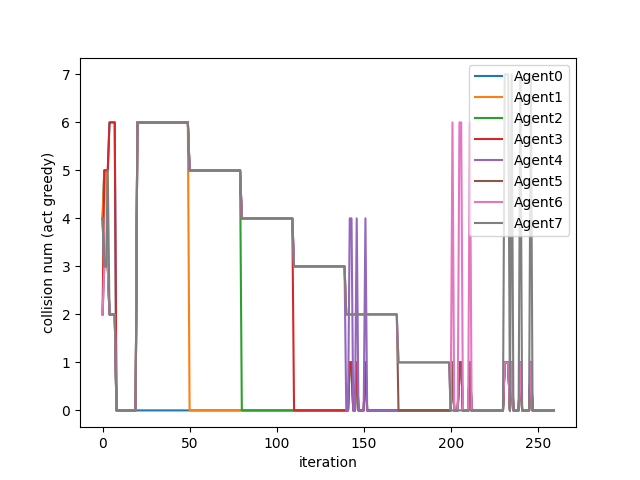 7
6
5
4
3
2
1
0
collision num (act greedy)
0
50
100
150
200
250
iteration
Agent0
Agent1
Agent2
Agent3
Agent4
Agent5
Agent6
Agent7